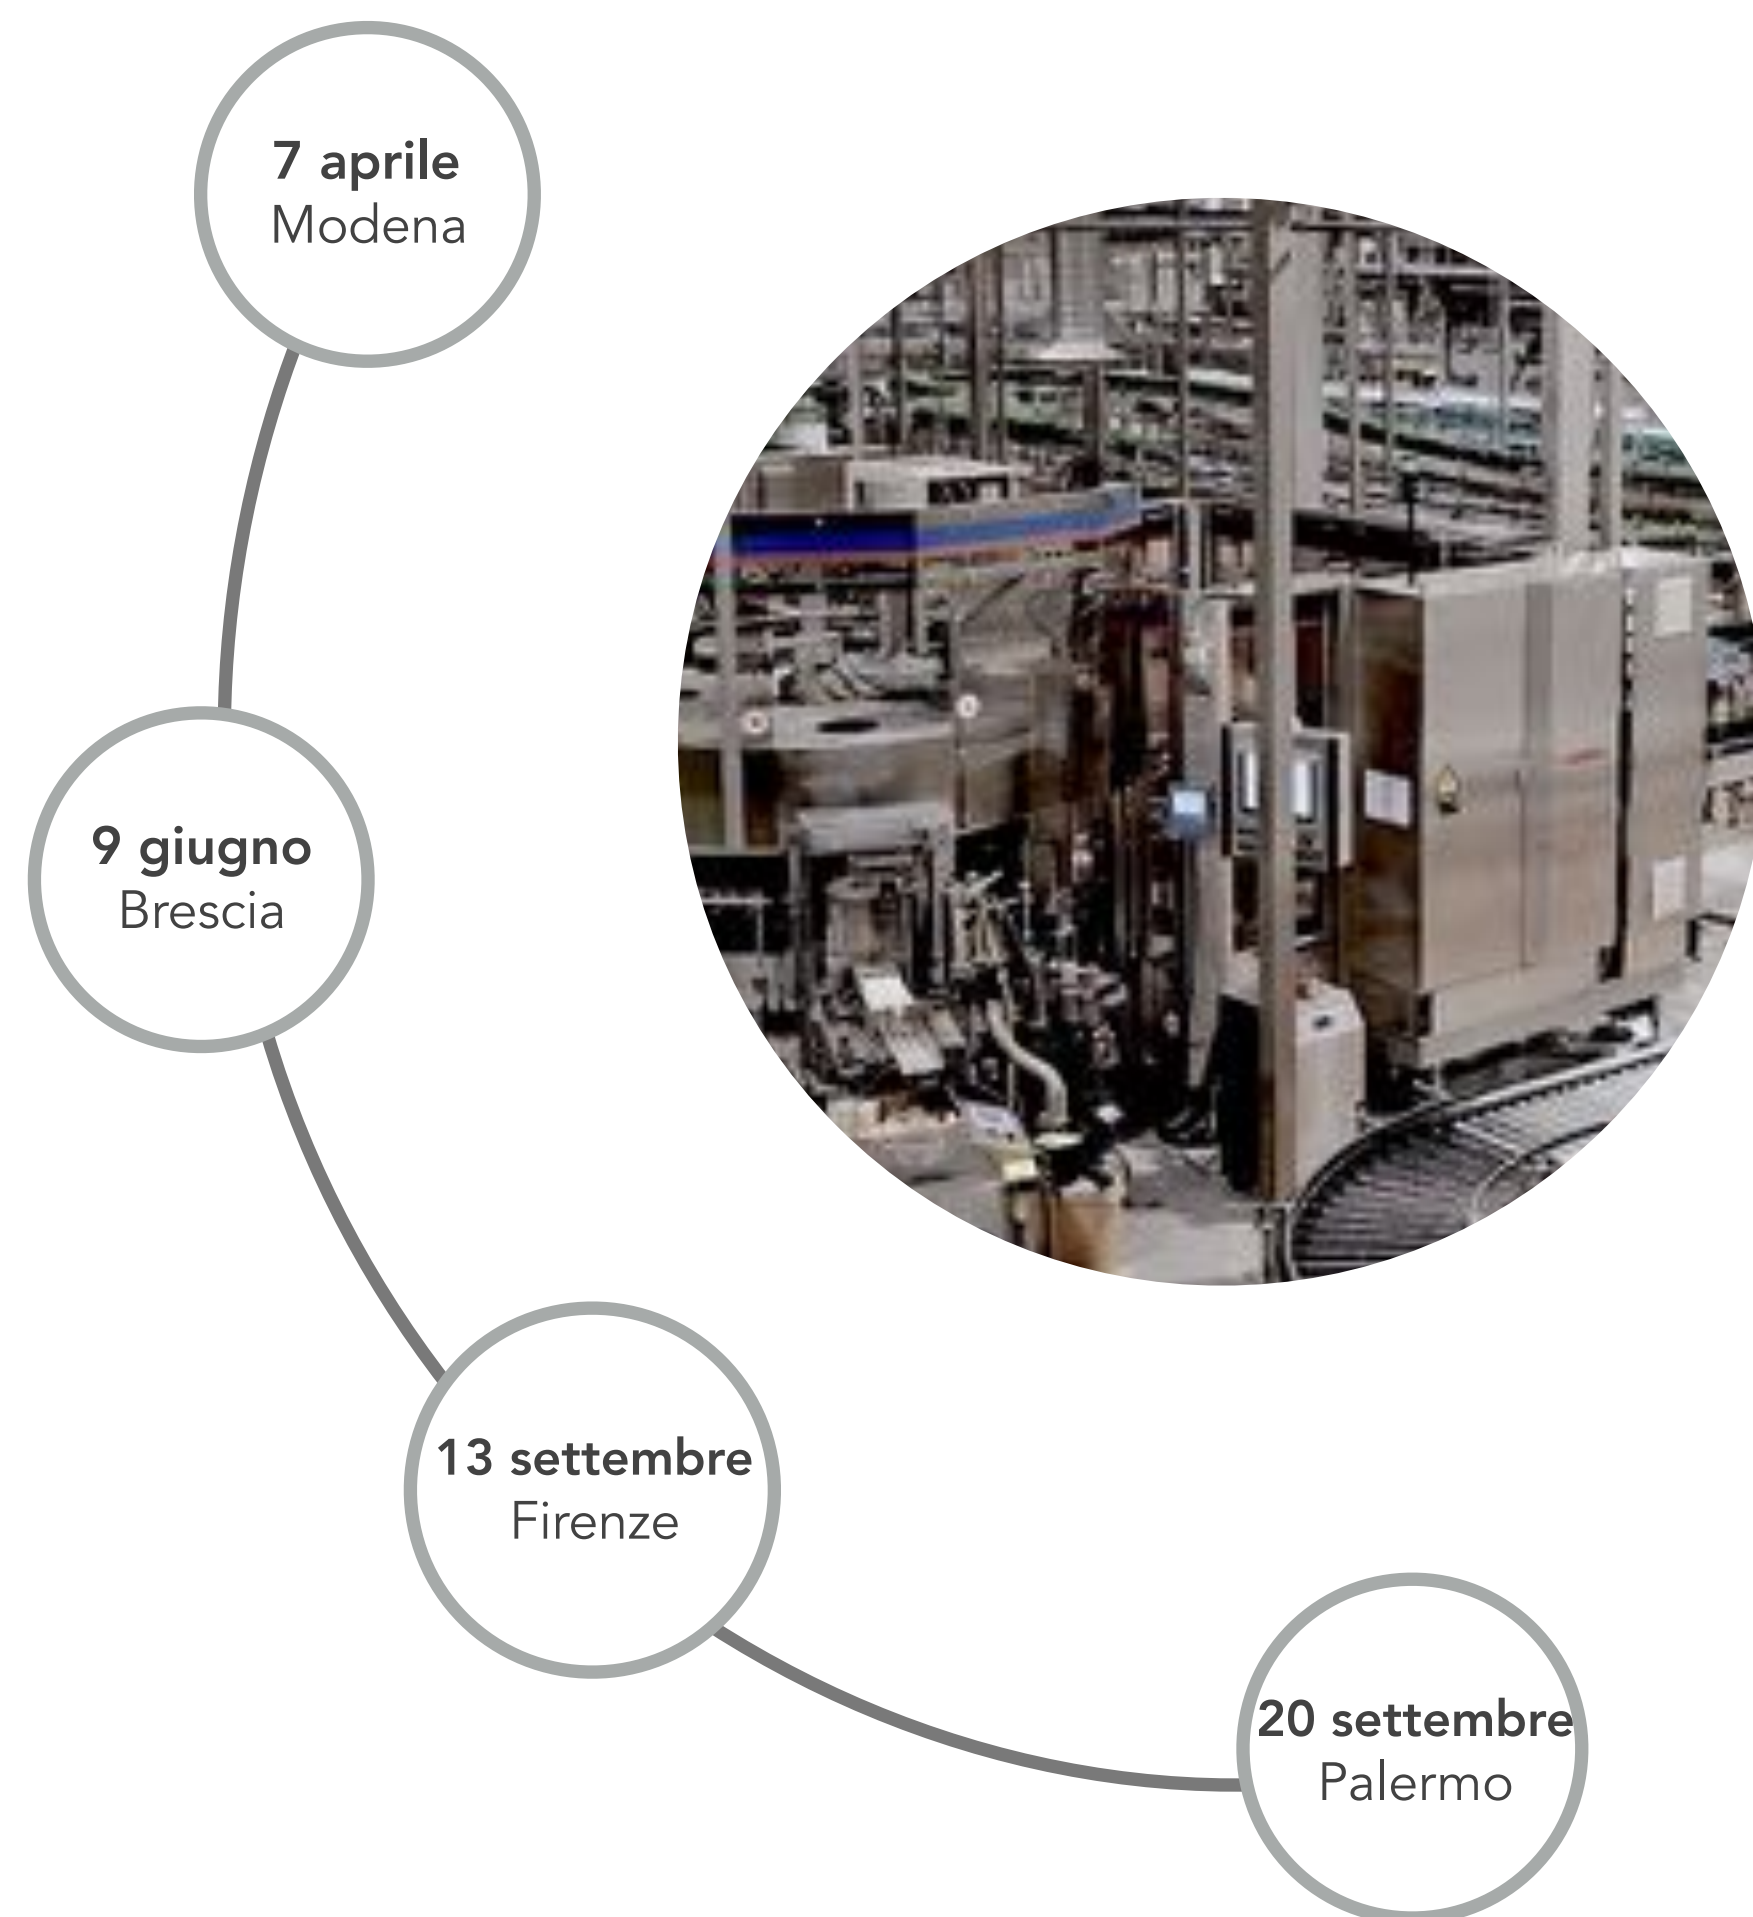 7 aprile
Modena
9 giugno
Brescia
13 settembre
Firenze
20 settembre
Palermo